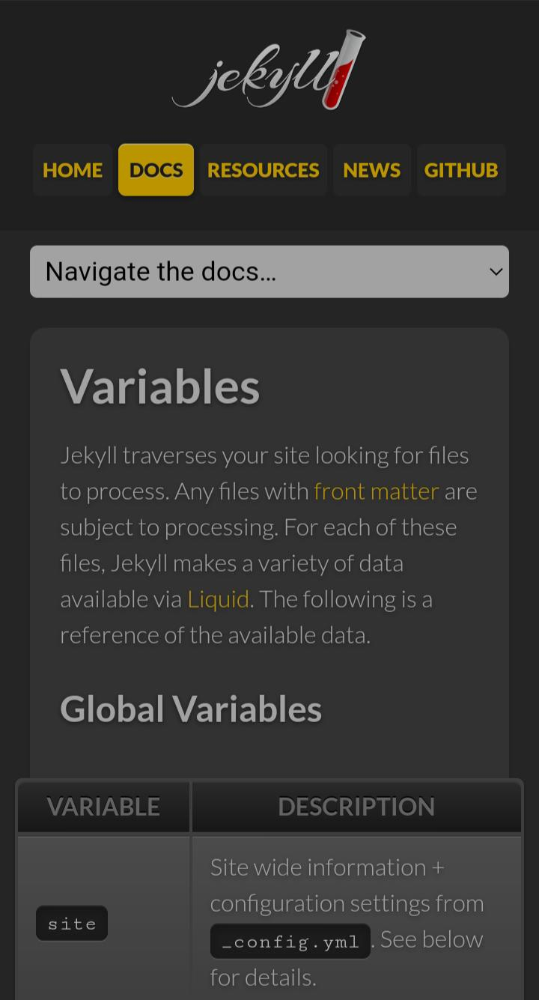 jekyll
HOME DOCS RESOURCES NEWS GITHUB
Navigate the docs...
Variables
Jekyll traverses your site looking for files
to process. Any files with front matter are
subject to processing. For each of these
files, Jekyll makes a variety of data
available via Liquid. The following is a
reference of the available data.
Global Variables
VARIABLE DESCRIPTION
Site wide information +
configuration settings from
site
_config.yml. See below
for details.